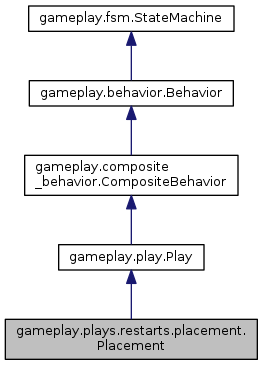 gameplay.fsm.StateMachine
gameplay.behavior.Behavior
gameplay.composite
_behavior.CompositeBehavior
gameplay.play.Play
gameplay.plays.restarts.placement.
Placement